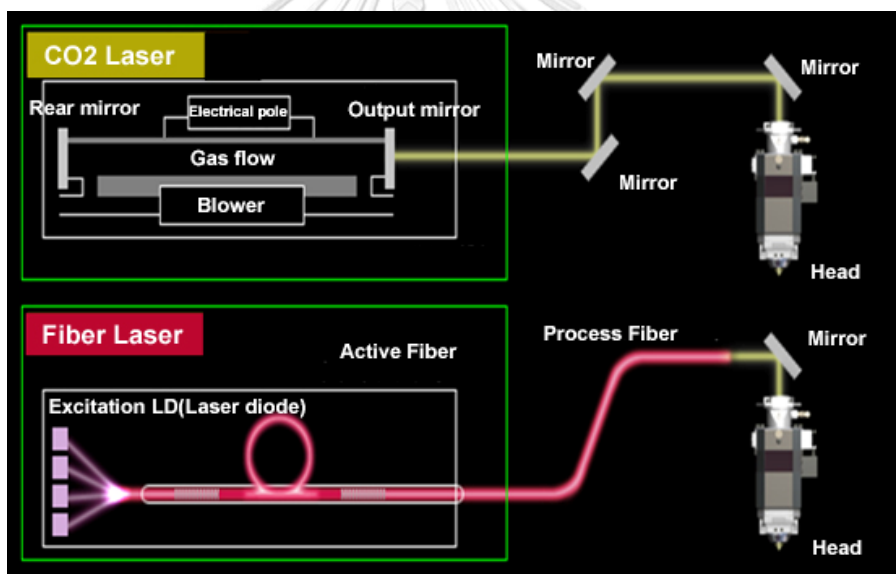 CO2 Laser
Mirror
Mirror
Rear mirror
Electrical pole
Output mirror
Gas flow
Mirror
Blower
Head
Fiber Laser
Process Fiber
Mirror
Active Fiber
Excitation LD(Laser diode)
Head